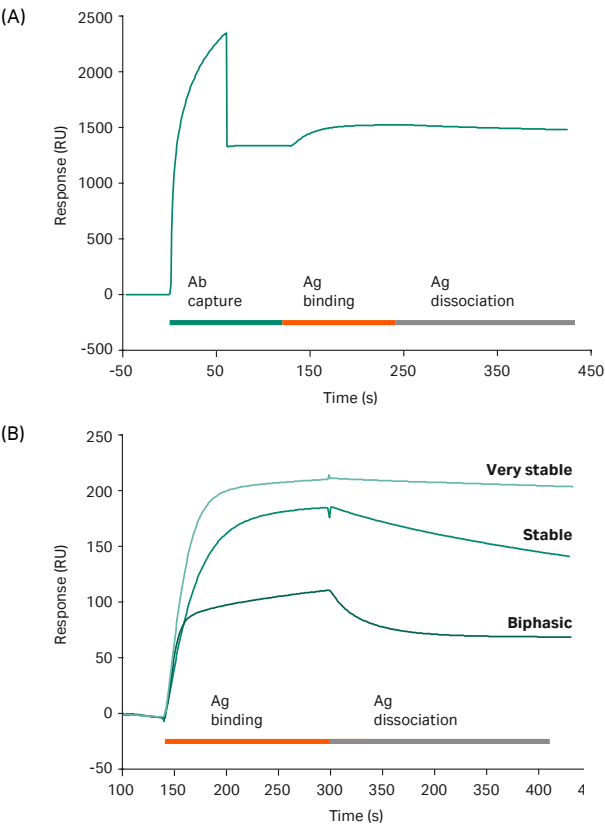 (A)
2500
2000
1500
1000
500
0
-500
Response (RU)
Ab
capture
Ag
binding
Ag
dissociation
-50
50
150
250
350
450
Time (s)
(B)
250
200
150
100
50
0
-50
Response (RU)
Very stable
Stable
Biphasic
Ag
binding
Ag
dissociation
100
150
200
250
300
200
350
400
4
Time (s)